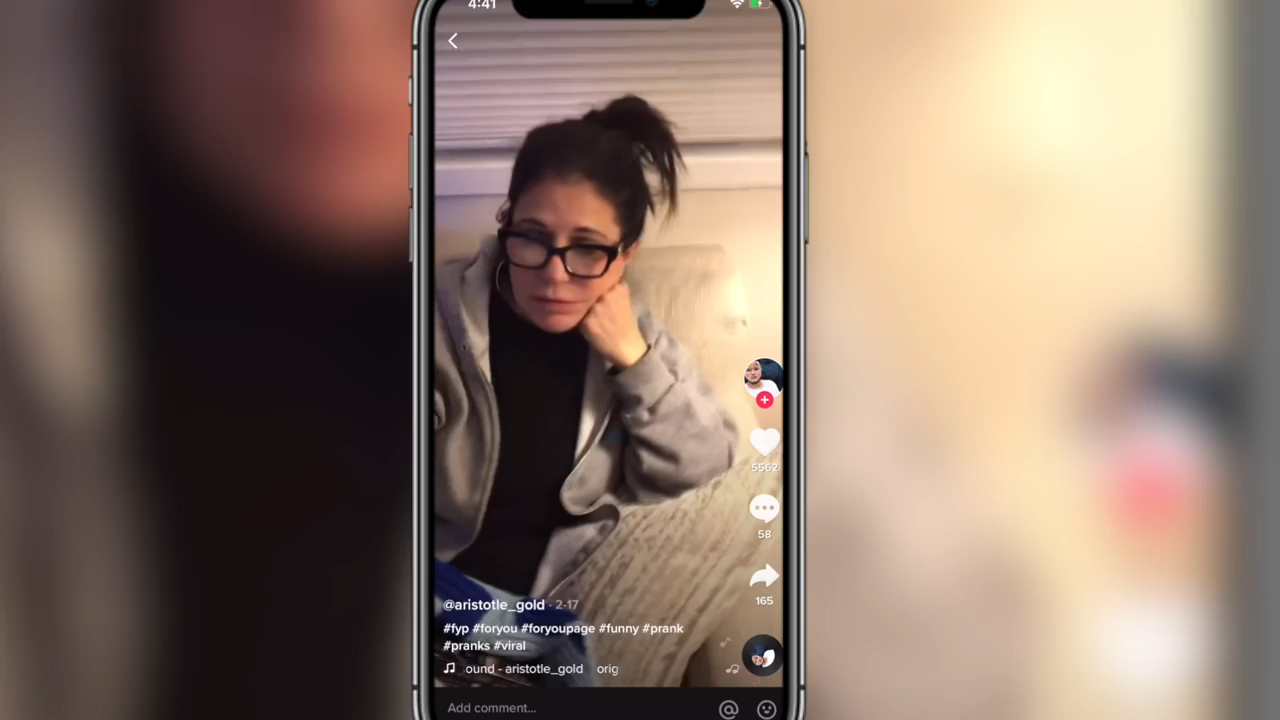 4:41
5562
58
165
@aristotle_gold · 2-17
#fyp #foryou #foryoupage #funny #prank
#pranks #viral
ound - aristotle_gold orig
Add comment...